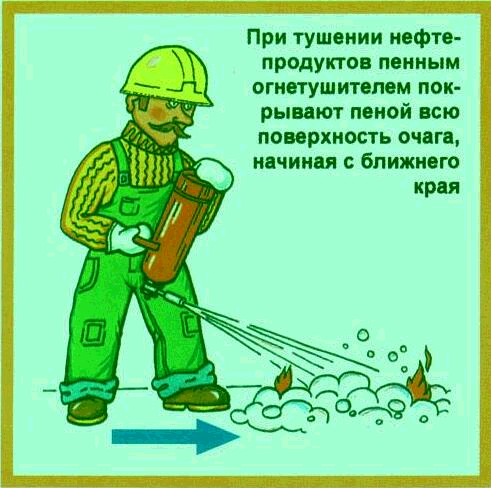 При тушении нефте-
продуктов пенным
огнетушителем пок-
рывают пеной всю
поверхность очага,
начиная с ближнего
края